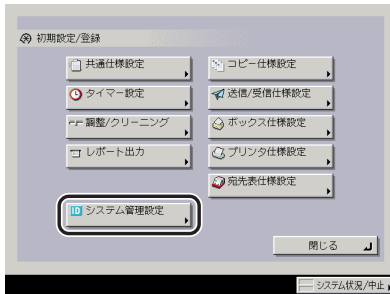 初期設定/登録
共通仕様設定
コピー仕様設定
タイマー設定
送信/受信仕様設定
調整/クリーニング
ボックス仕様設定
レポート出力
プリンタ仕様設定
宛先表仕様設定
ID システム管理設定
閉じる
システム状況/中止